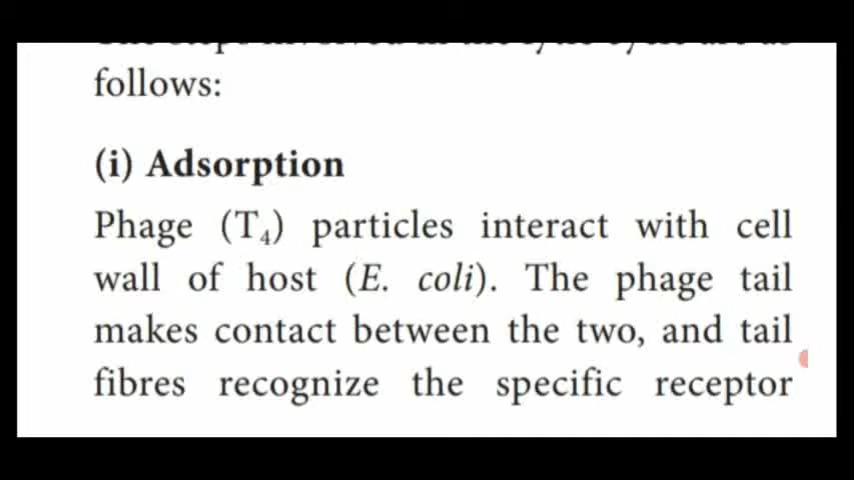 follows:
(i) Adsorption
Phage (T₄) particles interact with cell
wall of host (E. coli). The phage tail
makes contact between the two, and tail
fibres recognize the specific receptor